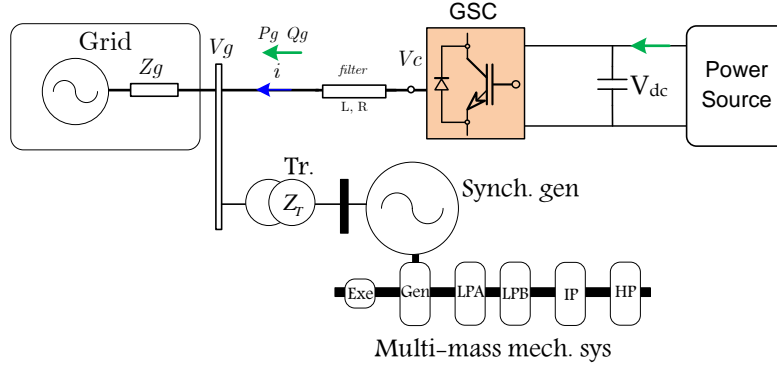 GSC
Grid
Pg Qg
Vg
Zg
i
filter
L, R
Vc
Vdc
Power
Source
Tr.
ZT
Synch. gen
Exe
Gen
LPA
LPB
IP
HP
Multi-mass mech. sys